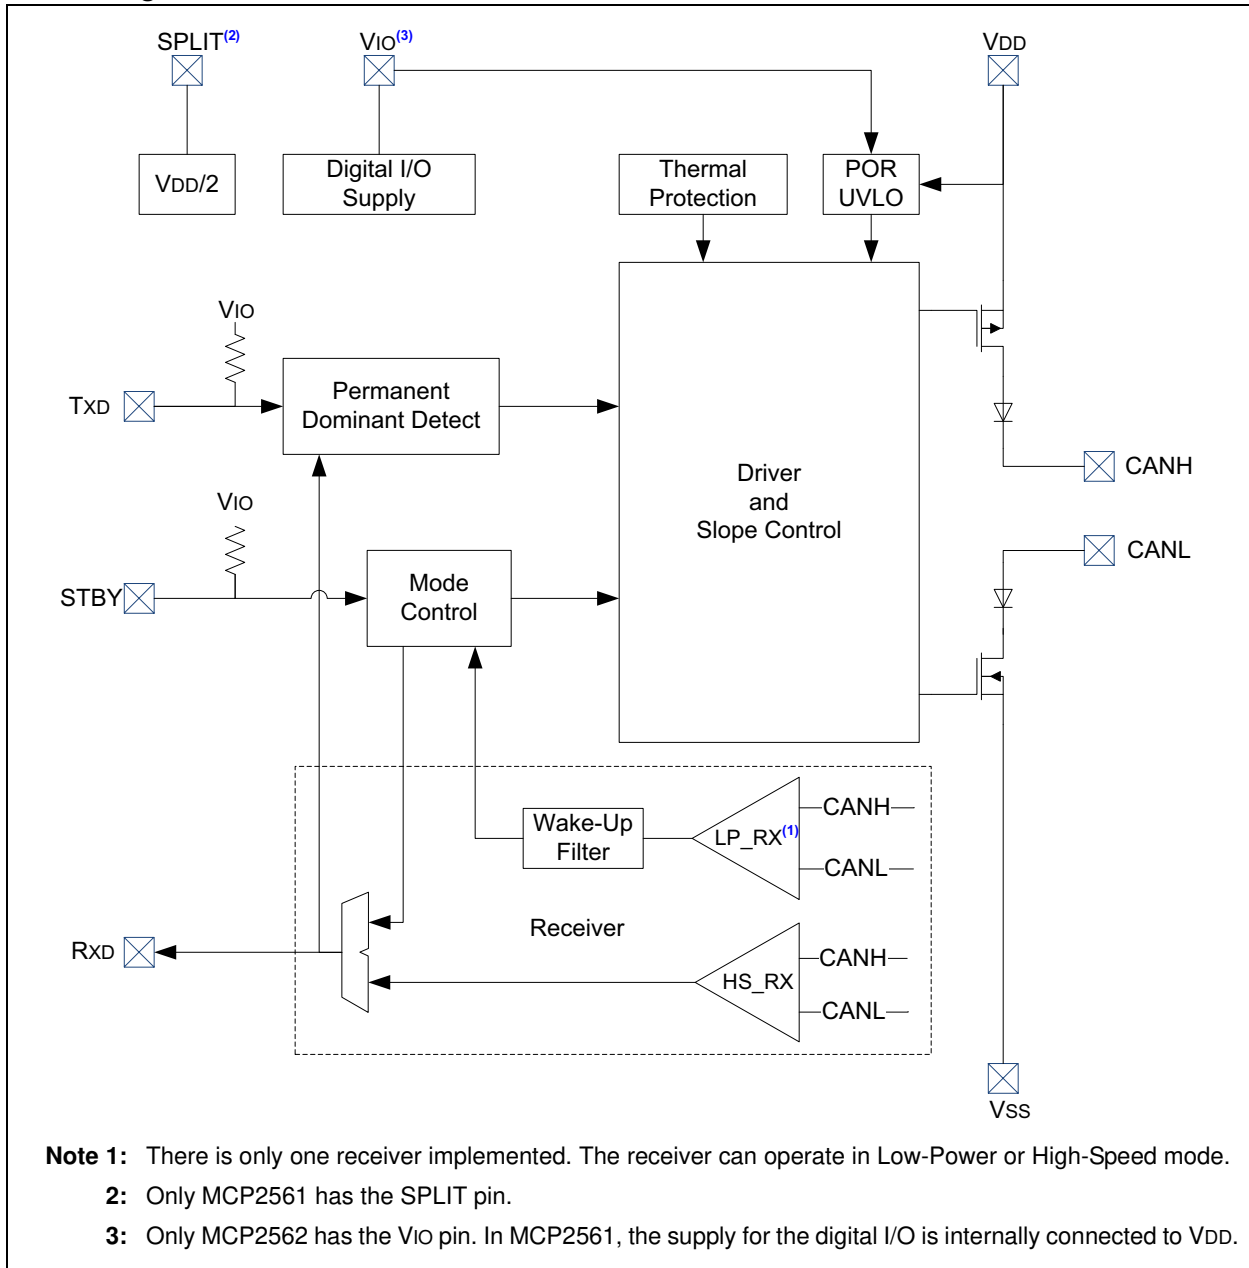 SPLIT(2)
VIO(3)
VDD
VDD/2
Digital I/O
Supply
Thermal
Protection
POR
UVLO
VIO
TXD
Permanent
Dominant Detect
Driver
and
Slope Control
CANH
VIO
STBY
Mode
Control
CANL
Wake-Up
Filter
LP_RX(1)
CANH
CANL
Receiver
RXD
HS_RX
CANH
CANL
VSS
Note 1: There is only one receiver implemented. The receiver can operate in Low-Power or High-Speed mode.
2: Only MCP2561 has the SPLIT pin.
3: Only MCP2562 has the VIO pin. In MCP2561, the supply for the digital I/O is internally connected to VDD.